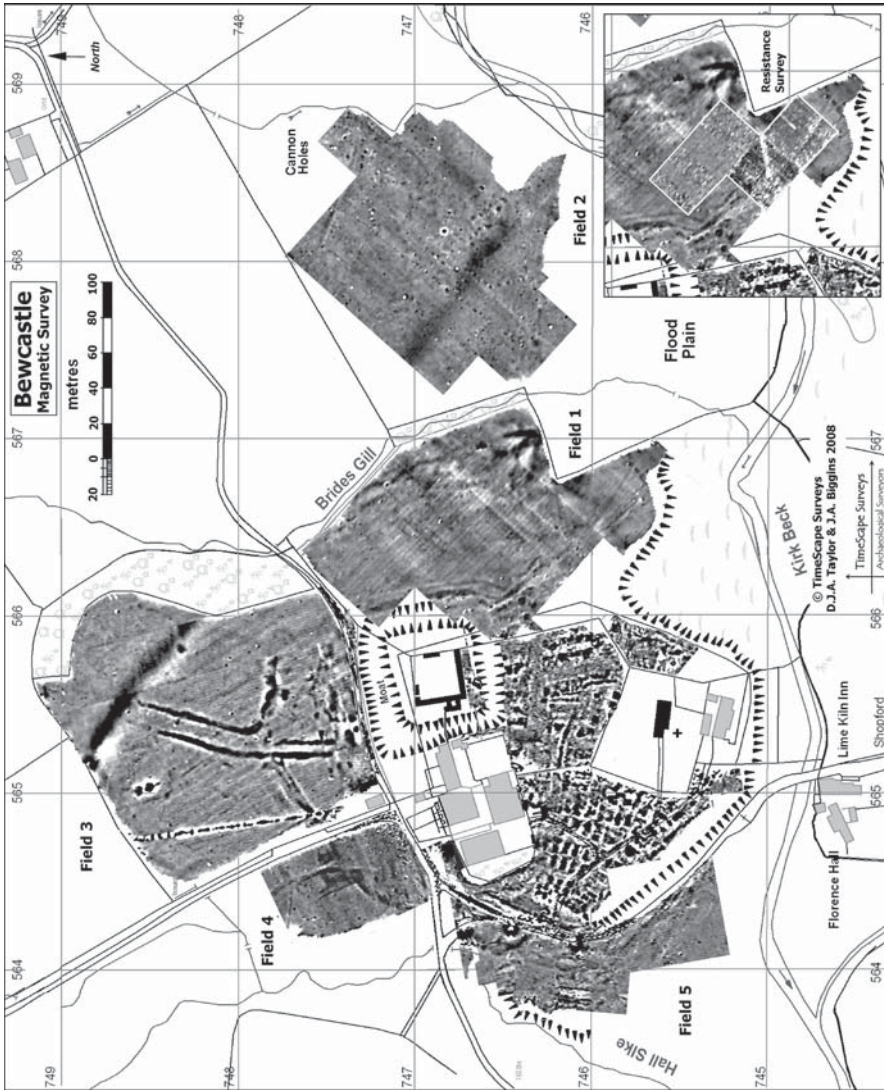 Bewcastle
Magnetic Survey
metres
20 0 20 40 60 80 100
North
749
748
747
746
745
749
748
747
746
745
564
565
566
567
568
569
564
565
566
567
Field 3
Field 4
Field 5
Hall Sike
Moat
Brides Gill
Field 1
Cannon
Holes
Field 2
Flood
Plain
Kirk Beck
Resistance
Survey
Florence Hall
Lime Kiln Inn
Shopford
© TimeScape Surveys
D.J.A. Taylor & J.A. Biggins 2008
TimeScape Surveys
Archaeological Surveyors